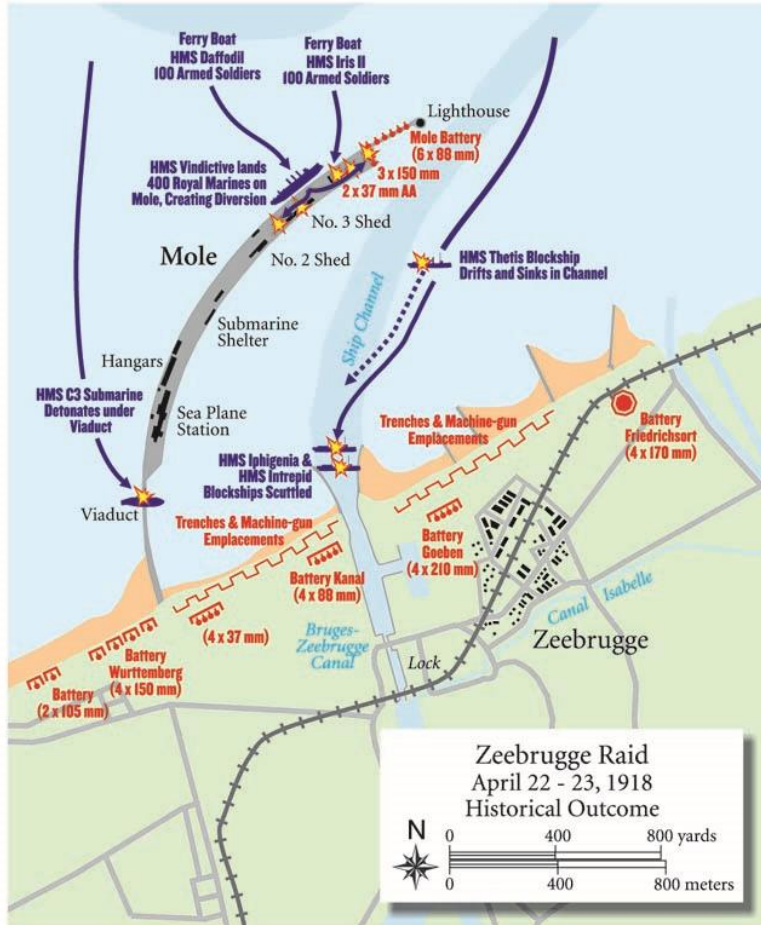 Ferry Boat
HMS Daffodil
100 Armed Soldiers
Ferry Boat
HMS Iris II
100 Armed Soldiers
Lighthouse
Mole Battery
(6 x 88 mm)
3 x 150 mm
2 x 37 mm AA
HMS Vindictive lands
400 Royal Marines on
Mole, Creating Diversion
No. 3 Shed
No. 2 Shed
Mole
HMS Thetis Blockship
Drifts and Sinks in Channel
Ship Channel
Submarine
Shelter
Hangars
Sea Plane
Station
HMS C3 Submarine
Detonates under
Viaduct
Viaduct
Trenches & Machine-gun
Emplacements
Battery
Friedrichsort
(4 x 170 mm)
HMS Iphigenia &
HMS Intrepid
Blockships Scuttled
Trenches & Machine-gun
Emplacements
Battery
Goeben
(4 x 210 mm)
Battery Kanal
(4 x 88 mm)
(4 x 37 mm)
Battery
Wurttemberg
(4 x 150 mm)
Battery
(2 x 105 mm)
Bruges-
Zeebrugge
Canal
Lock
Canal Isabelle
Zeebrugge
Zeebrugge Raid
April 22 - 23, 1918
Historical Outcome
N
0 400 800 yards
0 400 800 meters